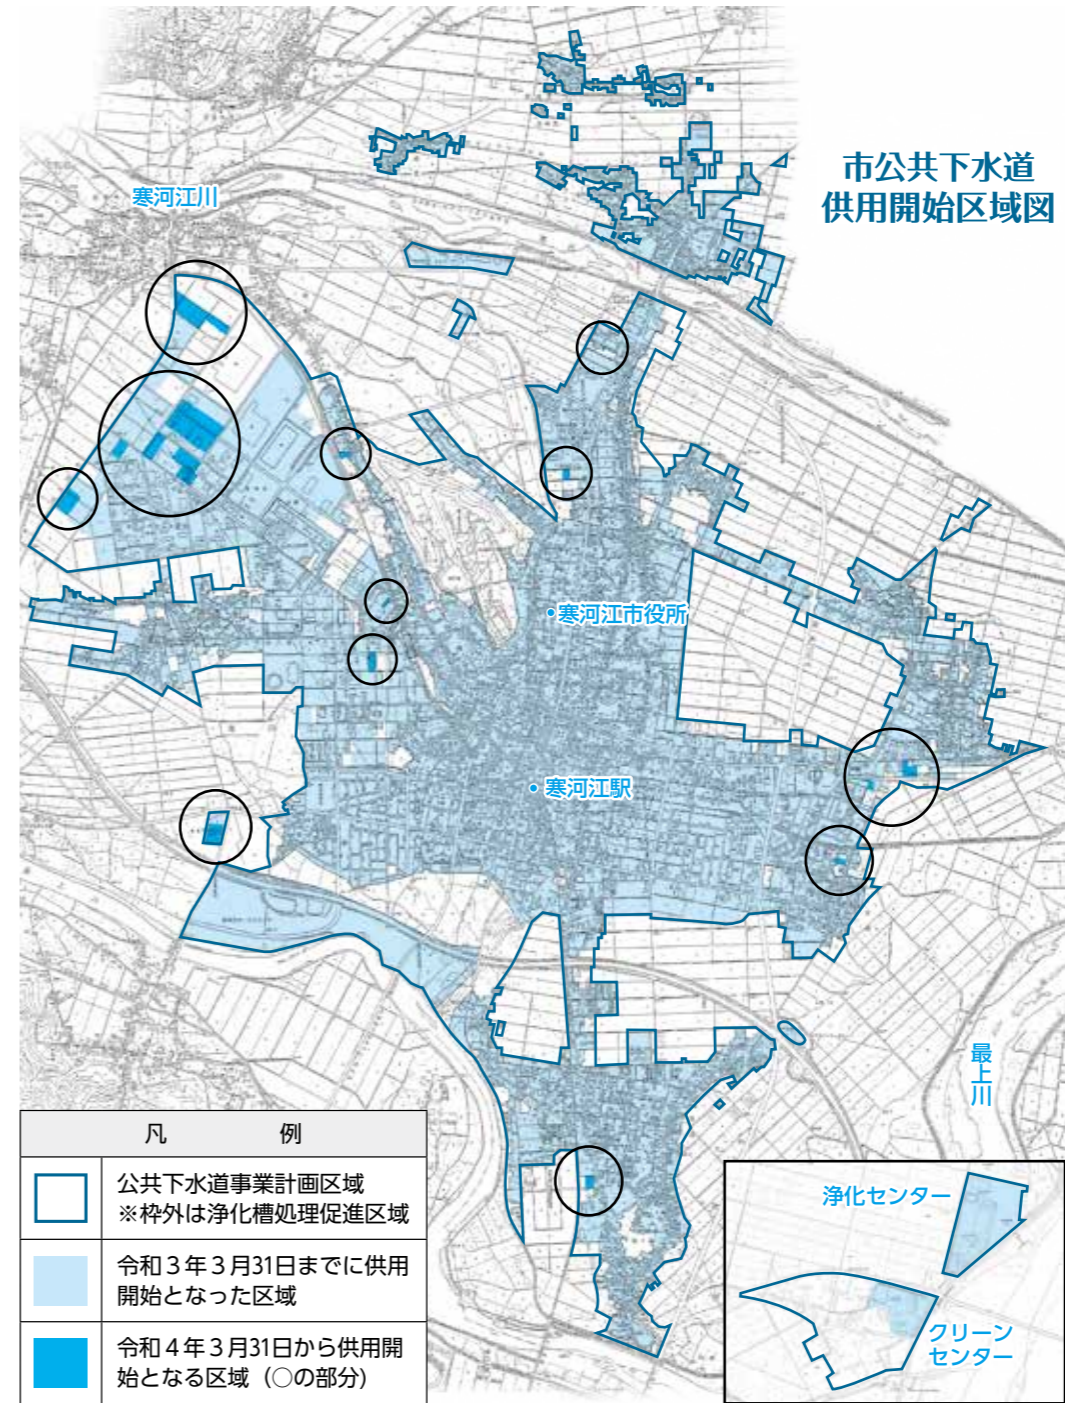 市公共下水道
供用開始区域図
寒河江川
・寒河江市役所
・寒河江駅
最上川
凡 例
公共下水道事業計画区域
※枠外は浄化槽処理促進区域
令和３年３月31日までに供用
開始となった区域
令和４年３月31日から供用開
始となる区域（○の部分)
浄化センター
クリーン
センター